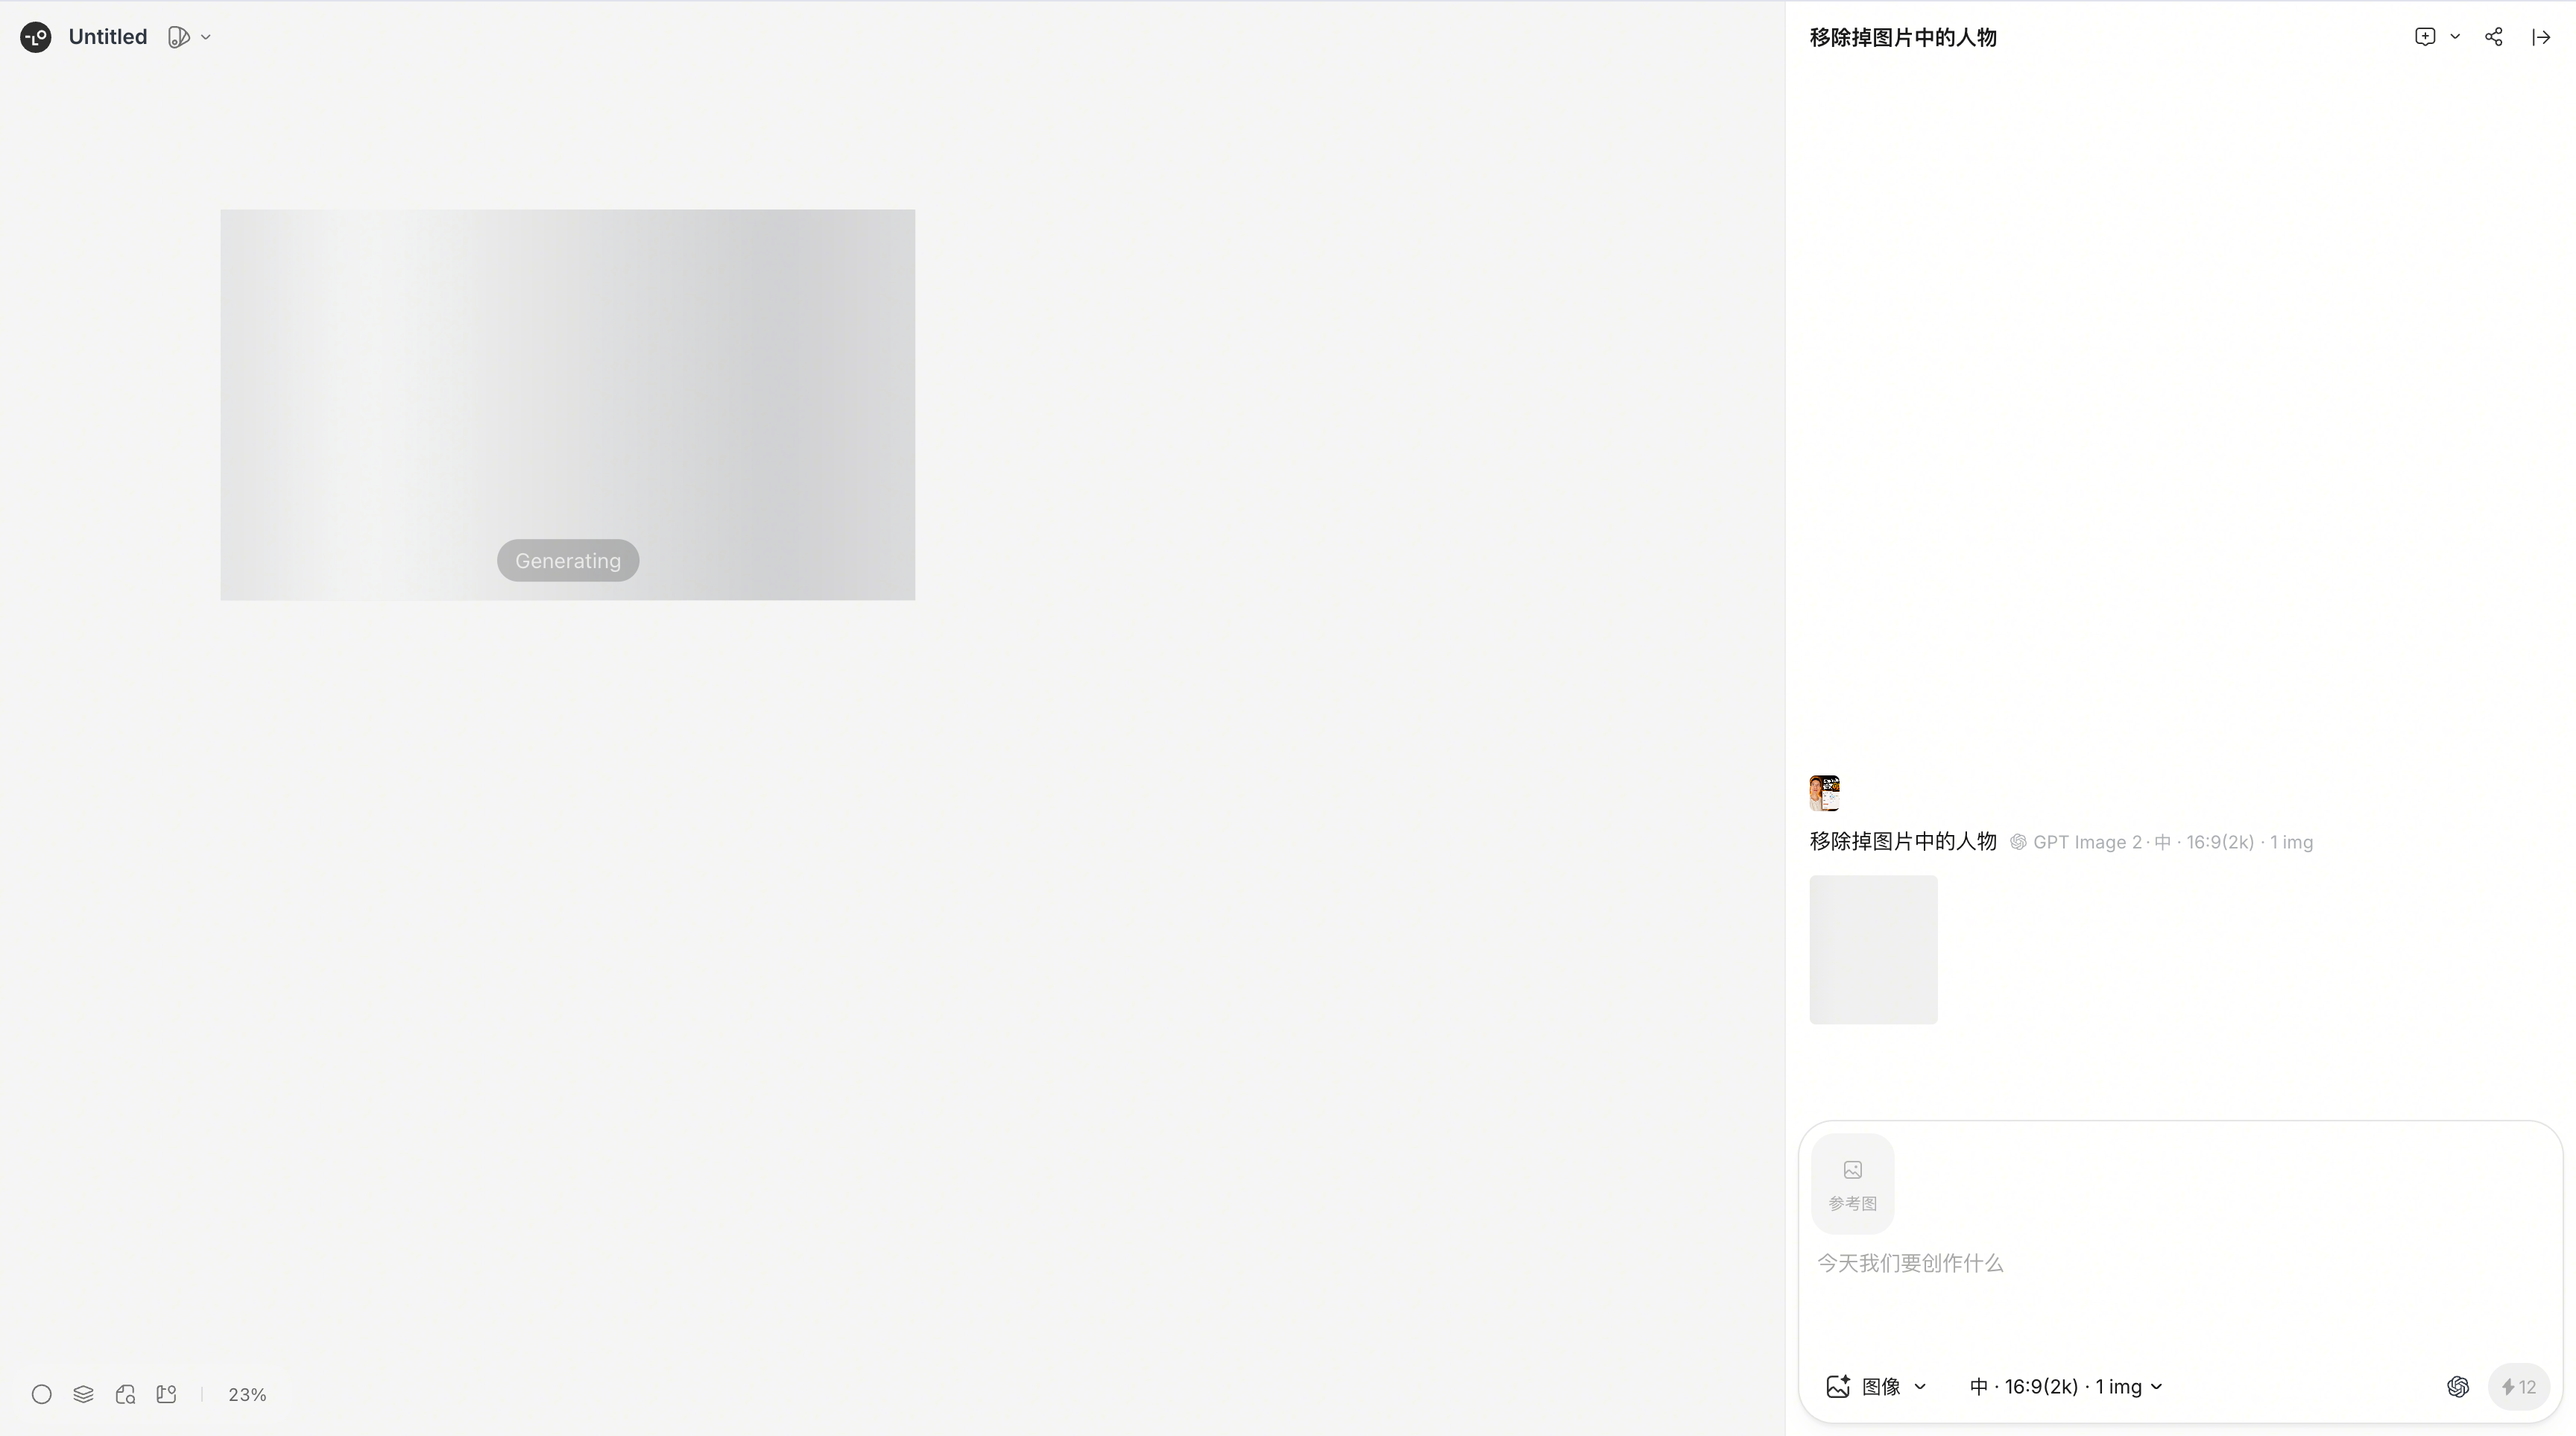 Untitled
移除掉图片中的人物
Generating
移除掉图片中的人物 GPT Image 2 · 中 · 16:9(2k) · 1 img
参考图
今天我们要创作什么
图像 中 · 16:9(2k) · 1 img 12
23%